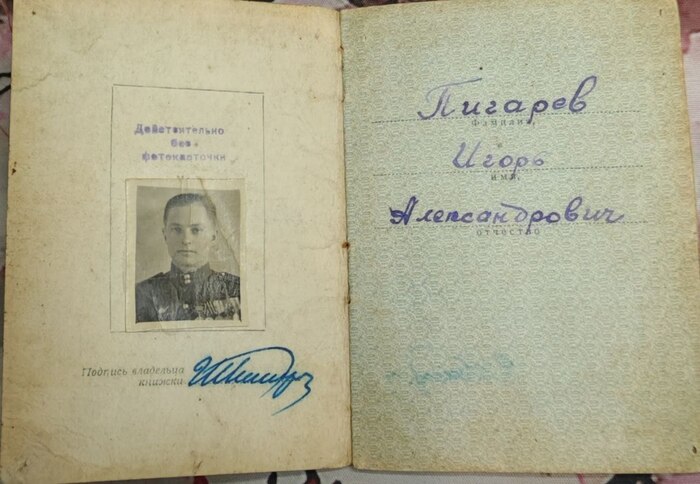 Действительно
без
фотокарточки
Подпись владельца
книжки
Пигарев
фамилия,
Игорь
имя,
Александрович
отчество